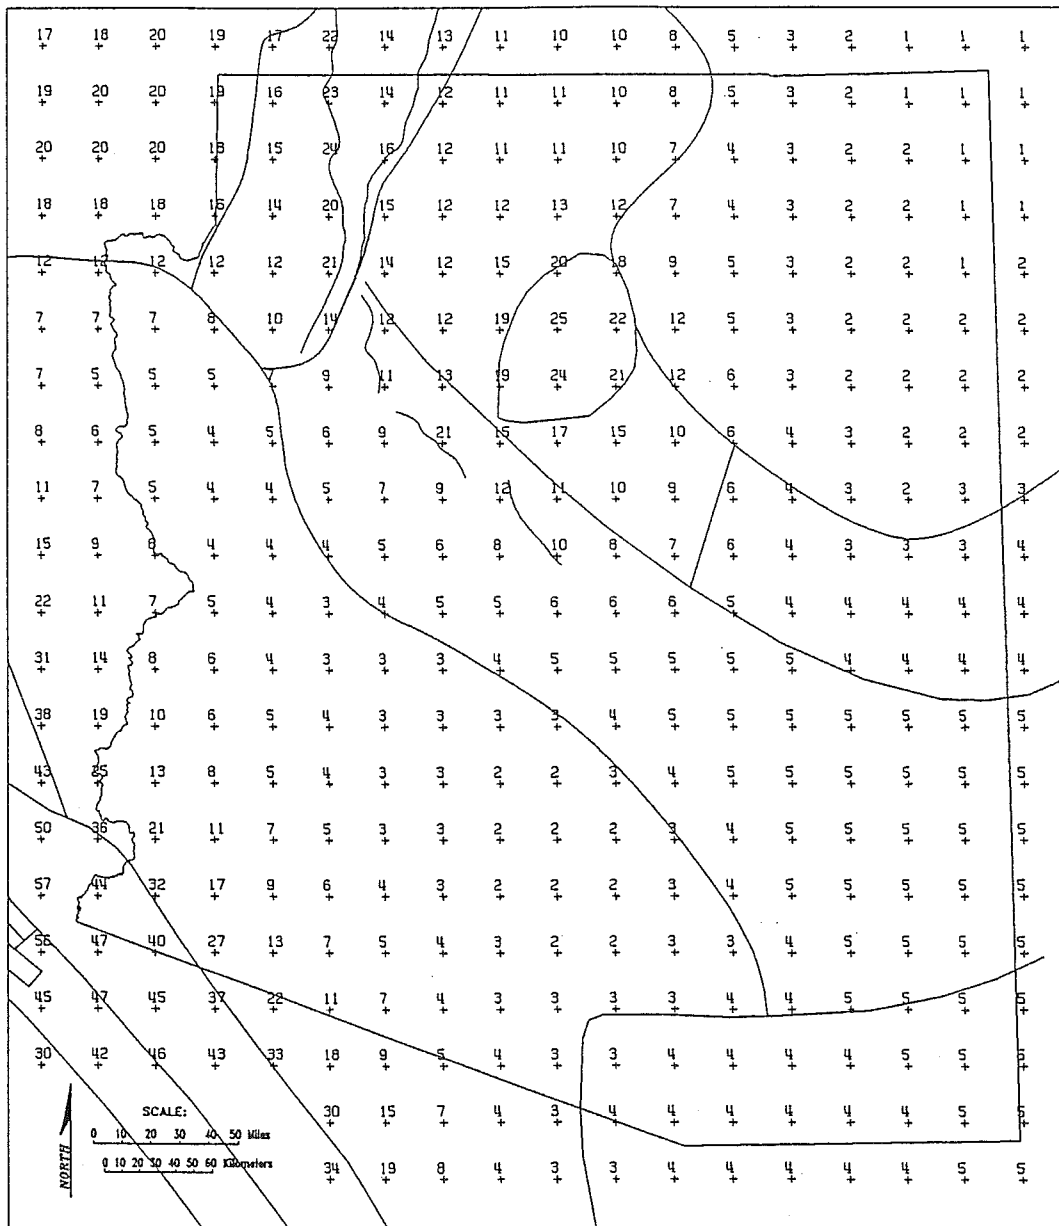 17 18 20 19 17 22 14 13 11 10 10 8 5 3 2 1 1 1
19 20 20 19 16 23 14 12 11 11 10 8 5 3 2 1 1 1
20 20 20 18 15 24 16 12 11 11 10 7 4 3 2 2 1 1
18 18 18 16 14 20 15 12 12 13 12 7 4 3 2 2 1 1
12 12 12 12 12 21 14 12 15 20 18 9 5 3 2 2 1 2
7 7 7 8 10 14 12 12 19 25 22 12 5 3 2 2 2 2
7 5 5 5 7 9 11 13 19 24 21 12 6 3 2 2 2 2
8 6 5 4 5 6 9 21 15 17 15 10 6 4 3 2 2 2
11 7 5 4 4 5 7 9 12 11 10 9 6 4 3 2 3 3
15 9 6 4 4 4 5 6 8 10 8 7 6 4 3 3 3 4
22 11 7 5 4 3 4 5 5 6 6 6 5 4 4 4 4 4
31 14 8 6 4 3 3 3 4 5 5 5 5 5 4 4 4 4
38 19 10 6 5 4 3 3 3 3 4 5 5 5 5 5 5 5
43 25 13 8 5 4 3 3 2 2 3 4 5 5 5 5 5 5
50 36 21 11 7 5 3 3 2 2 2 3 4 5 5 5 5 5
57 44 32 17 9 6 4 3 2 2 2 3 4 5 5 5 5 5
56 47 40 27 13 7 5 4 3 2 2 3 3 4 5 5 5 5
45 47 45 37 22 11 7 4 3 3 3 3 4 4 5 5 5 5
30 42 46 43 33 18 9 5 4 3 3 4 4 4 4 5 5 5
30 15 7 4 3 4 4 4 4 4 4 5 5
34 19 8 4 3 3 4 4 4 4 4 5 5
SCALE:
0 10 20 30 40 50 Miles
0 10 20 30 40 50 60 Kilometers
NORTH